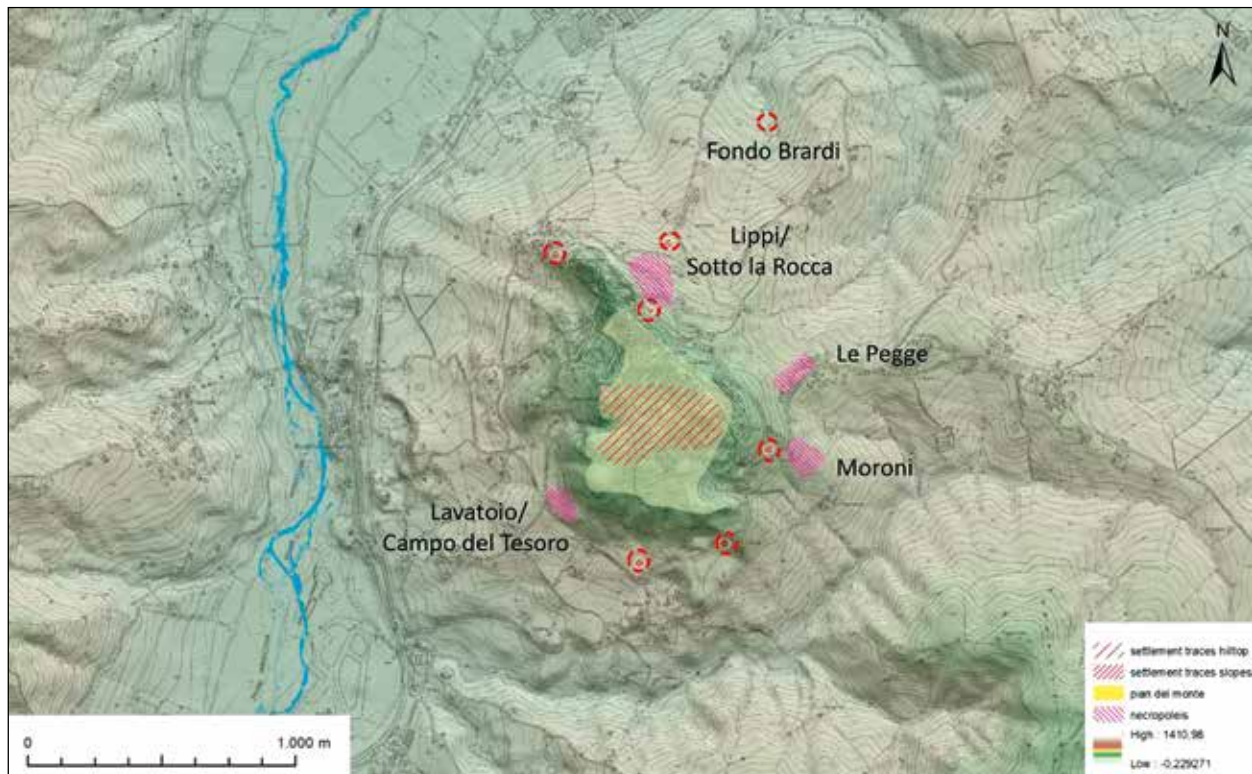 N
Fondo Brardi
Lippi/
Sotto la Rocca
Le Pegge
Moroni
Lavatoio/
Campo del Tesoro
settlement traces hilltop
settlement traces slopes
pian del monte
necropoleis
High : 1410,98
Low : -0,229271
0 1.000 m